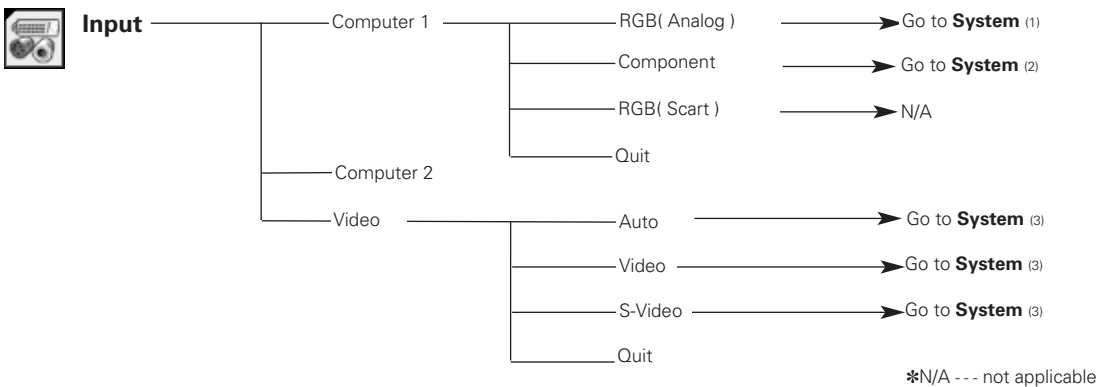 Input
Computer 1
RGB( Analog )
Go to System (1)
Component
Go to System (2)
RGB( Scart )
N/A
Quit
Computer 2
Video
Auto
Go to System (3)
Video
Go to System (3)
S-Video
Go to System (3)
Quit
✽N/A - - - not applicable